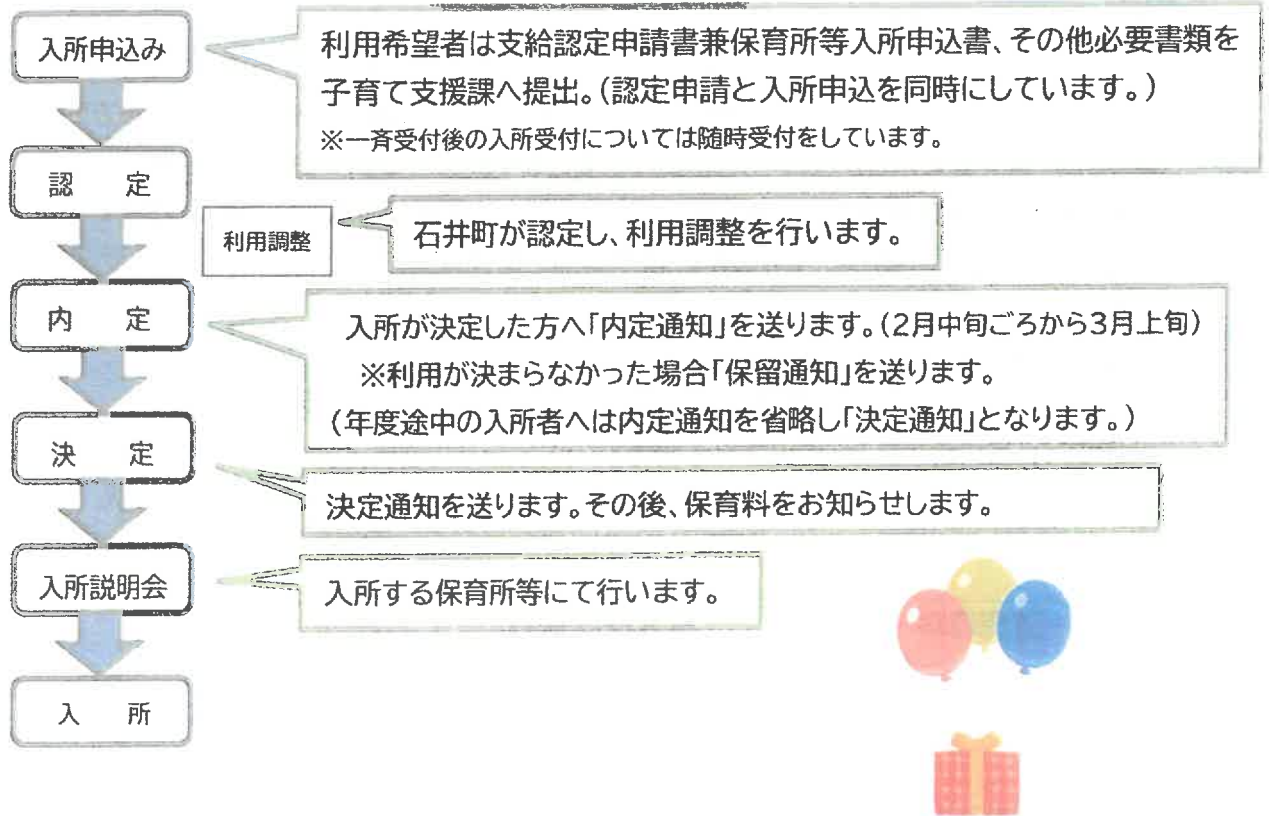 入所申込み
利用希望者は支給認定申請書兼保育所等入所申込書、その他必要書類を
子育て支援課へ提出。(認定申請と入所申込を同時にしています。)
※一斉受付後の入所受付については随時受付をしています。
認　定
利用調整
石井町が認定し、利用調整を行います。
内　定
入所が決定した方へ「内定通知」を送ります。(2月中旬ごろから3月上旬)
※利用が決まらなかった場合「保留通知」を送ります。
(年度途中の入所者へは内定通知を省略し「決定通知」となります。)
決　定
決定通知を送ります。その後、保育料をお知らせします。
入所説明会
入所する保育所等にて行います。
入　所